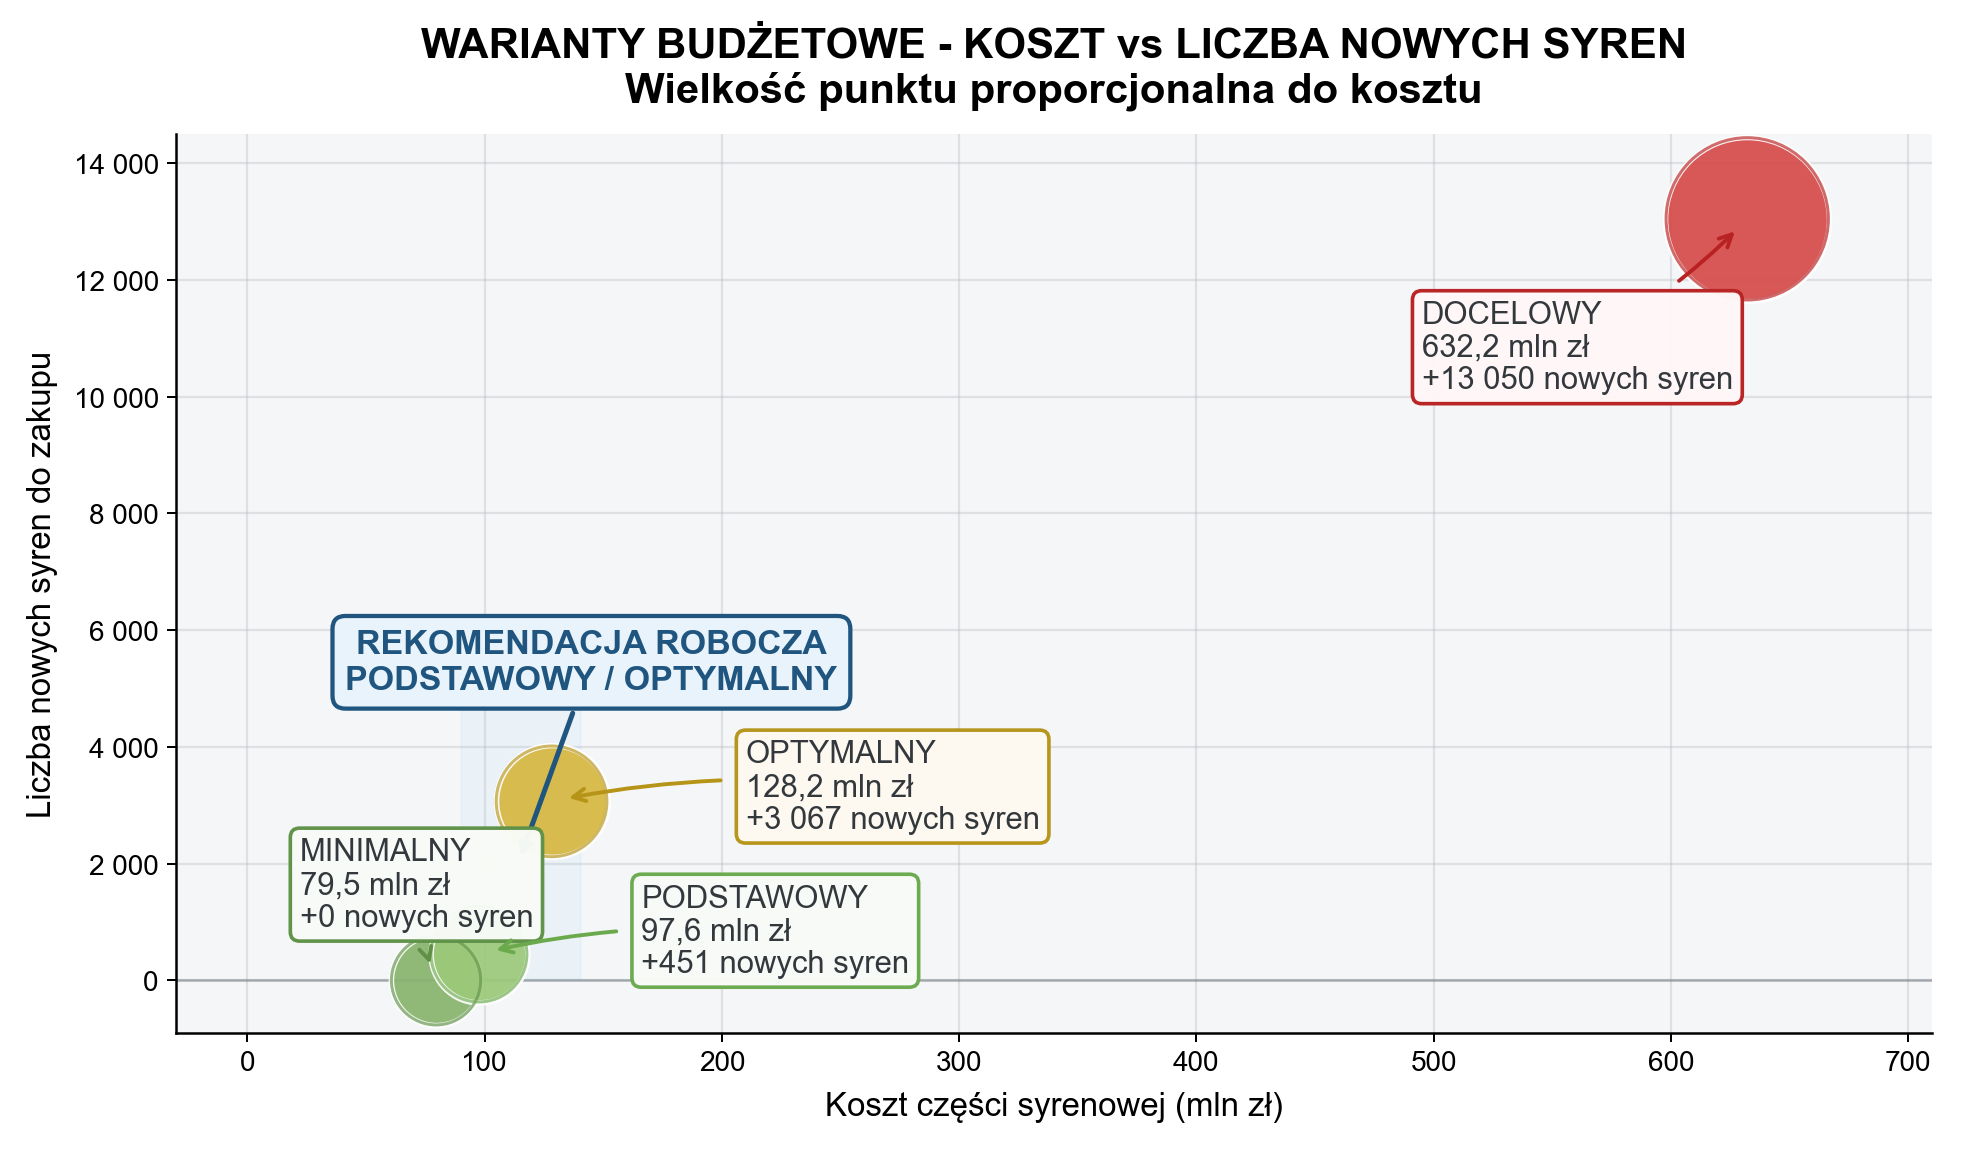 WARIANTY BUDŻETOWE - KOSZT vs LICZBA NOWYCH SYREN
Wielkość punktu proporcjonalna do kosztu
Liczba nowych syren do zakupu
14 000
12 000
10 000
8 000
6 000
4 000
2 000
0
DOCELOWY
632,2 mln zł
+13 050 nowych syren
REKOMENDACJA ROBOCZA
PODSTAWOWY / OPTYMALNY
OPTYMALNY
128,2 mln zł
+3 067 nowych syren
MINIMALNY
79,5 mln zł
+0 nowych syren
PODSTAWOWY
97,6 mln zł
+451 nowych syren
0 100 200 300 400 500 600 700
Koszt części syrenowej (mln zł)